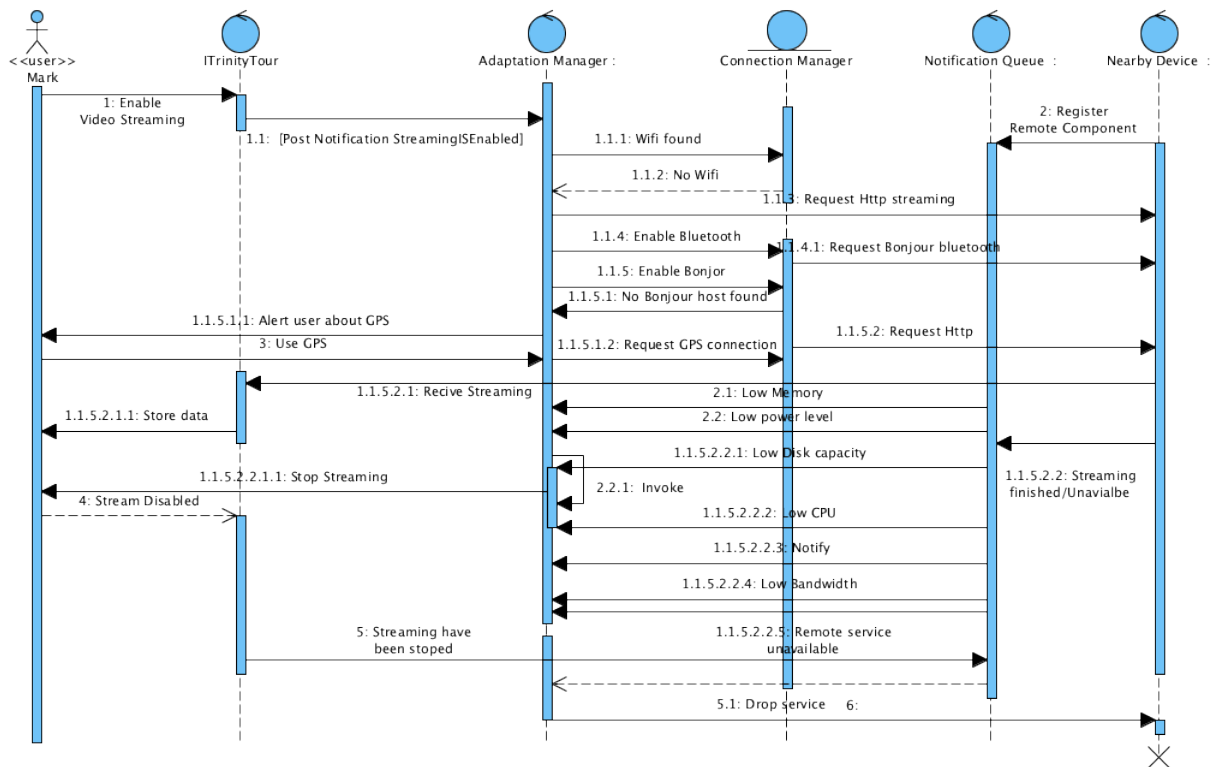 <<user>>
Mark
ITrinityTour
Adaptation Manager :
Connection Manager
Notification Queue :
Nearby Device :
1: Enable
Video Streaming
2: Register
Remote Component
1.1: [Post Notification StreamingISEnabled]
1.1.1: Wifi found
1.1.2: No Wifi
1.1.3: Request Http streaming
1.1.4: Enable Bluetooth
1.1.4.1: Request Bonjour bluetooth
1.1.5: Enable Bonjor
1.1.5.1: No Bonjour host found
1.1.5.1.1: Alert user about GPS
1.1.5.2: Request Http
3: Use GPS
1.1.5.1.2: Request GPS connection
1.1.5.2.1: Recive Streaming
2.1: Low Memory
1.1.5.2.1.1: Store data
2.2: Low power level
1.1.5.2.2.1: Low Disk capacity
1.1.5.2.2: Streaming
finished/Unavialbe
1.1.5.2.2.1.1: Stop Streaming
2.2.1: Invoke
4: Stream Disabled
1.1.5.2.2.2: Low CPU
1.1.5.2.2.3: Notify
1.1.5.2.2.4: Low Bandwidth
5: Streaming have
been stoped
1.1.5.2.2.5: Remote service
unavailable
5.1: Drop service
6: